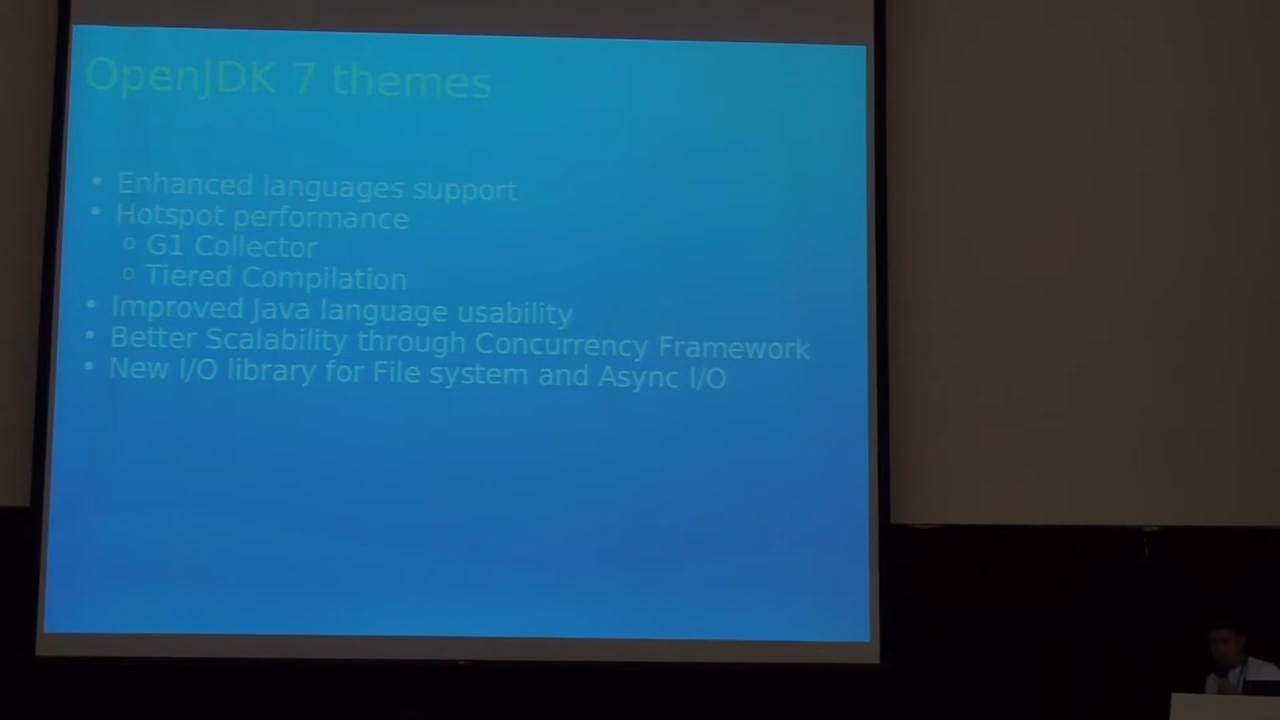 OpenJDK 7 themes
• Enhanced languages support
• Hotspot performance
o G1 Collector
o Tiered Compilation
• Improved Java language usability
• Better Scalability through Concurrency Framework
• New I/O library for File system and Async I/O